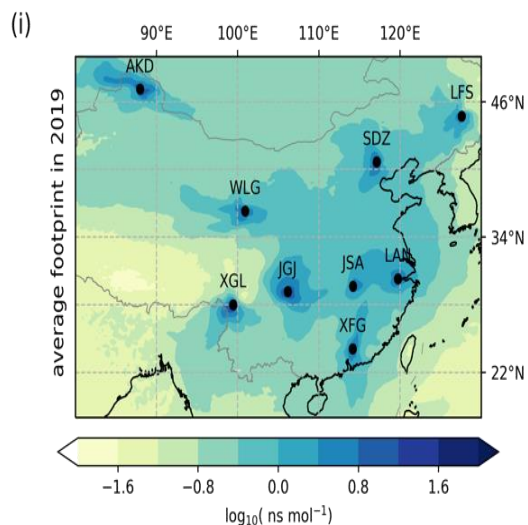 (i)
90°E 100°E 110°E 120°E
AKD
LFS
46°N
SDZ
WLG
34°N
JGJ
JSA
LAN
XGL
XFG
22°N
average footprint in 2019
−1.6 −0.8 0.0 0.8 1.6
log₁₀( ns mol⁻¹)